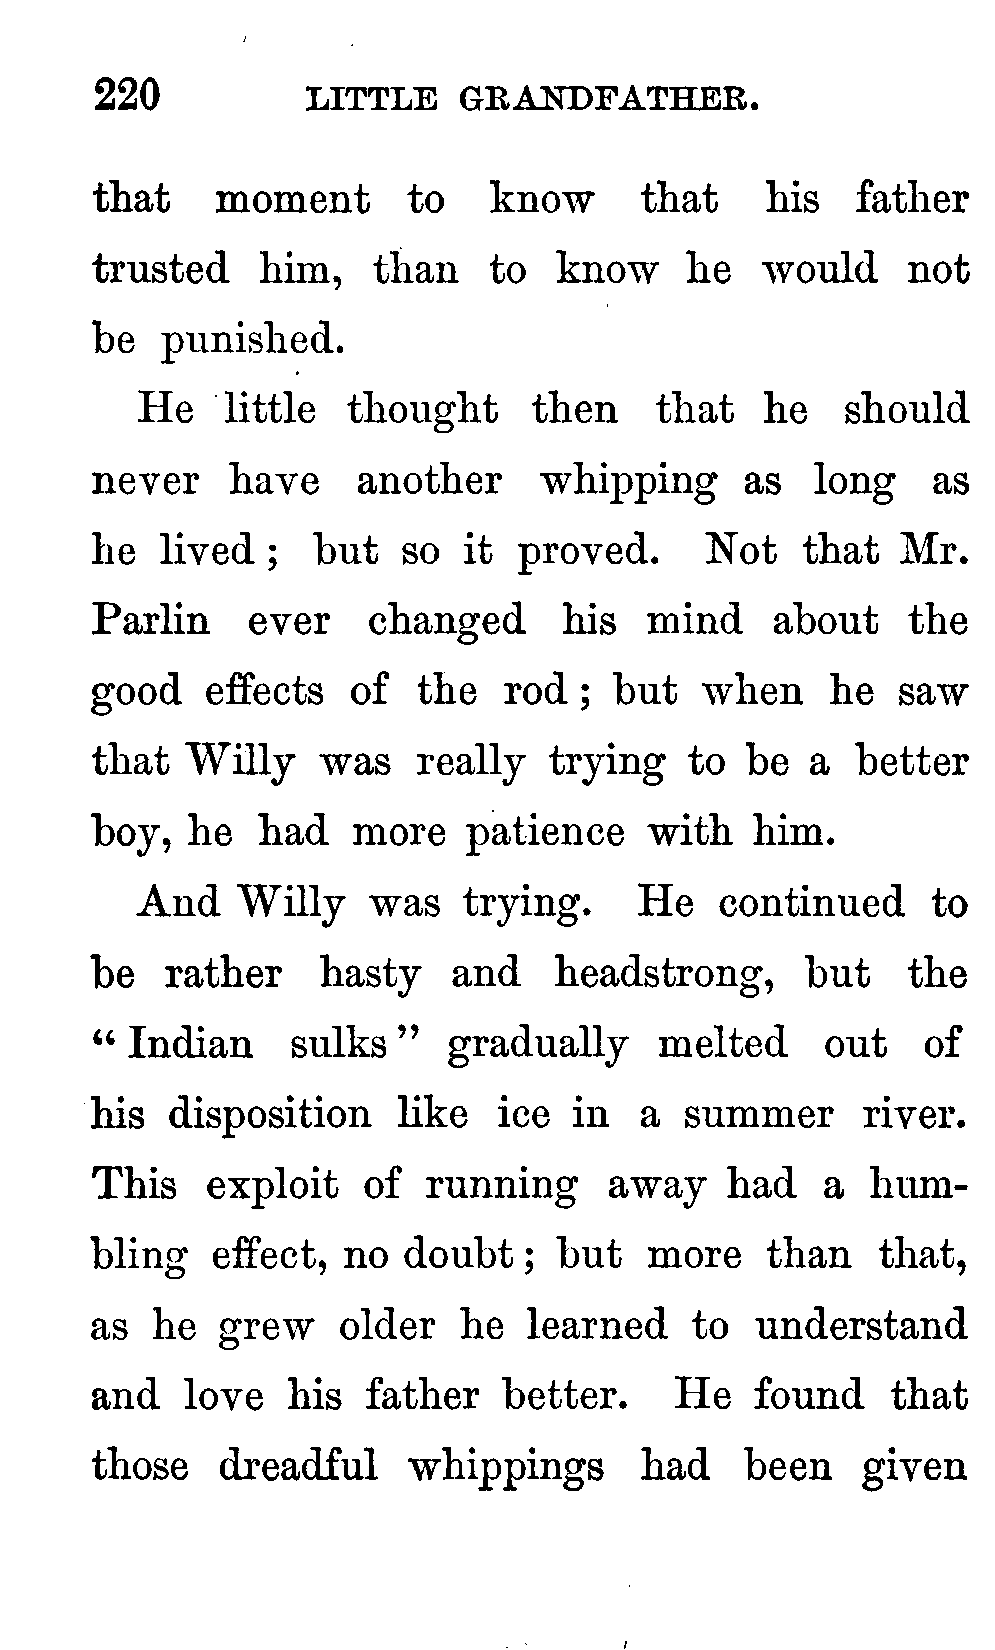 220 LITTLE GRANDFATHER.
that moment to know that his father
trusted him, than to know he would not
be punished.
He little thought then that he should
never have another whipping as long as
he lived ; but so it proved. Not that Mr.
Parlin ever changed his mind about the
good effects of the rod ; but when he saw
that Willy was really trying to be a better
boy, he had more patience with him.
And Willy was trying. He continued to
be rather hasty and headstrong, but the
“ Indian sulks ” gradually melted out of
his disposition like ice in a summer river.
This exploit of running away had a hum-
bling effect, no doubt ; but more than that,
as he grew older he learned to understand
and love his father better. He found that
those dreadful whippings had been given